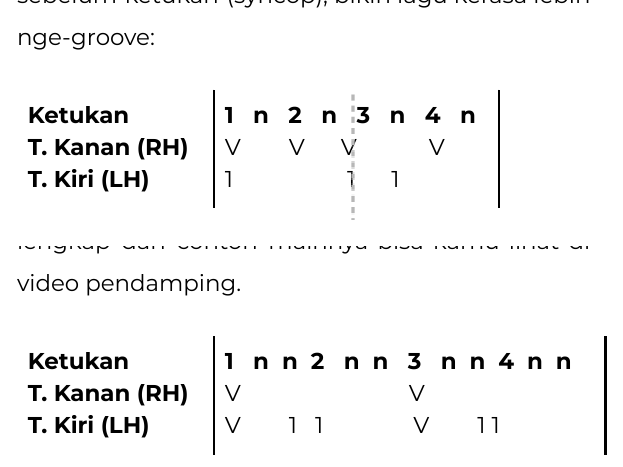 sebelum ketukan (syncop), bikin lagu kerasa lebih
nge-groove:
Ketukan 1 n 2 n 3 n 4 n
T. Kanan (RH) V V V V
T. Kiri (LH) 1 1 1
lengkap dan contoh mainnya bisa kamu lihat di
video pendamping.
Ketukan 1 n n 2 n n 3 n n 4 n n
T. Kanan (RH) V V
T. Kiri (LH) V 1 1 V 1 1